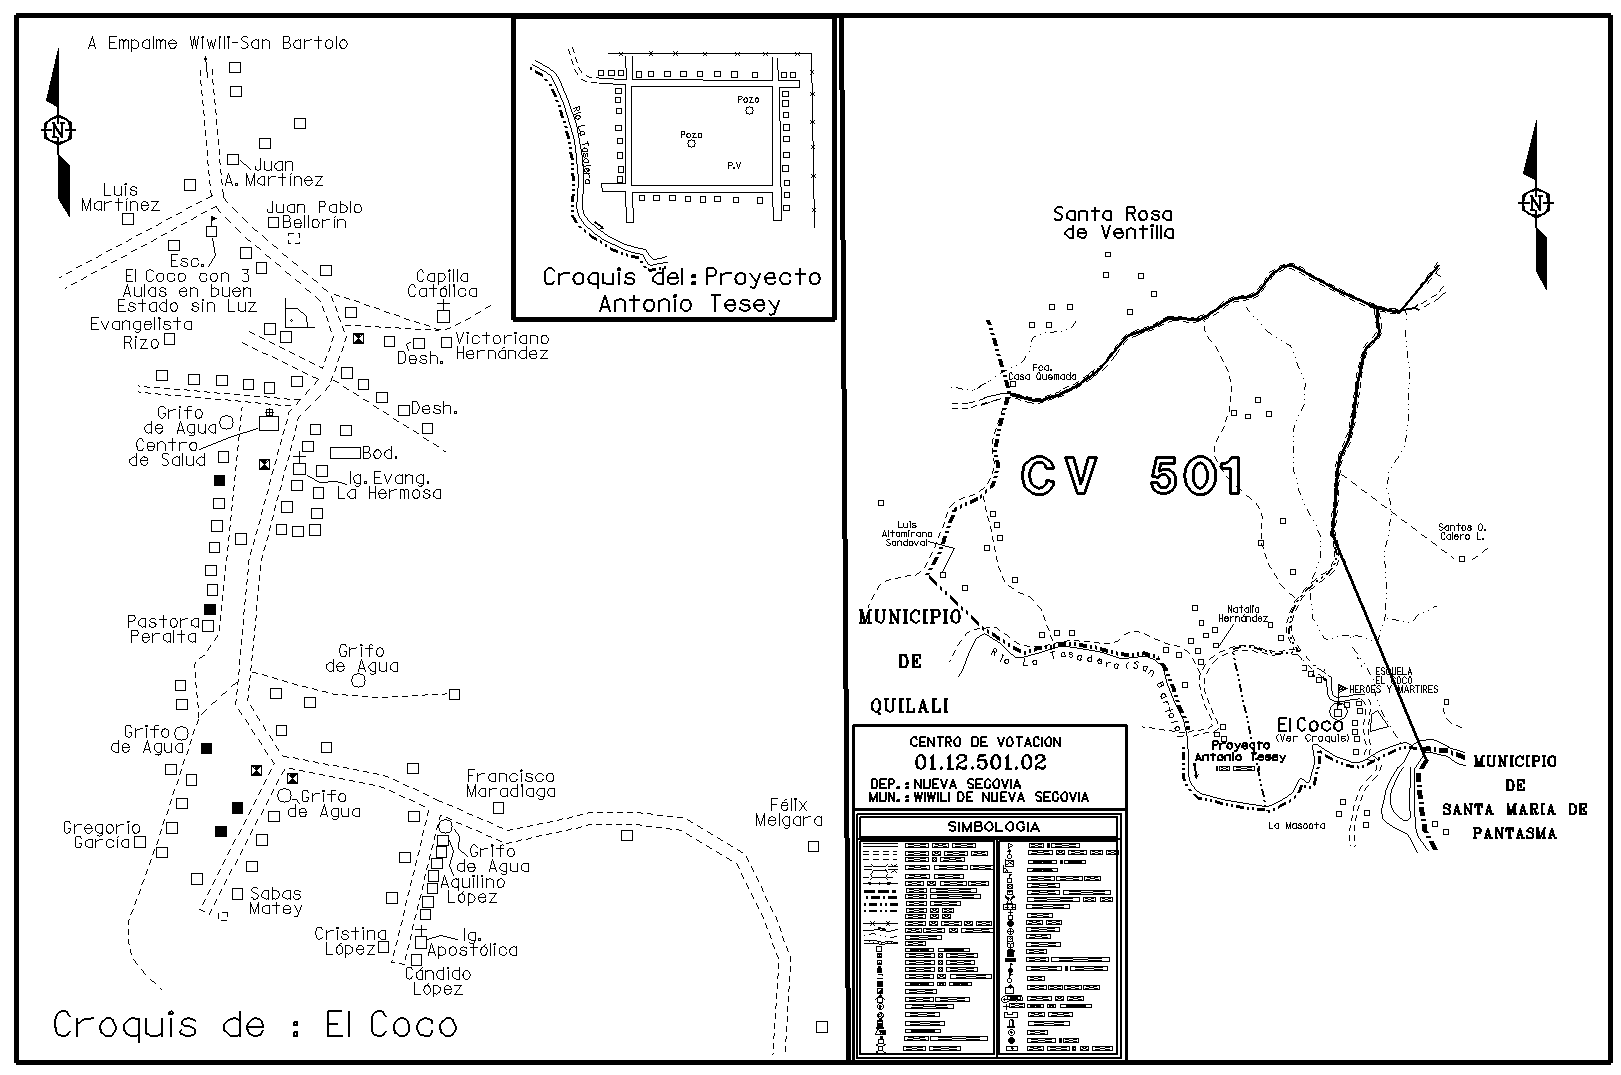 A Empalme Wiwili-San Bartolo
N
Juan
A. Martínez
Luis
Martínez
Juan Pablo
Bellorín
Esc.
El Coco con 3
Aulas en buen
Estado sin Luz
Capilla
Católica
Evangelista
Rizo
Victoriano
Hernández
Desh.
Desh.
Grifo
de Agua
Centro
de Salud
Bod.
Ig. Evang.
La Hermosa
Pastora
Peralta
Grifo
de Agua
Grifo
de Agua
Grifo
de Agua
Francisca
Maradiaga
Félix
Melgara
Gregorio
García
Grifo
de Agua
Aquilino
López
Sabas
Matey
Cristina
López
Ig.
Apostólica
Cándido
López
Croquis de : El Coco
Pozo
Pozo
P.V
Río La Tasajera
Croquis del: Proyecto
Antonio Tesey
N
Santa Rosa
de Ventilla
Fca.
Casa Quemada
CV 501
Luis
Altamirano
Sandoval
Santos O.
Calero L.
MUNICIPIO
DE
QUILALI
Natalia
Hernández
Río La Tasadera (San Bartolo)
ESCUELA
EL COCO
HEROES Y MARTIRES
El Coco
(Ver Croquis)
Proyecto
Antonio Tesey
La Mascota
MUNICIPIO
DE
SANTA MARIA DE
PANTASMA
CENTRO DE VOTACION
01.12.501.02
DEP.: NUEVA SEGOVIA
MUN.: WIWILI DE NUEVA SEGOVIA
SIMBOLOGIA